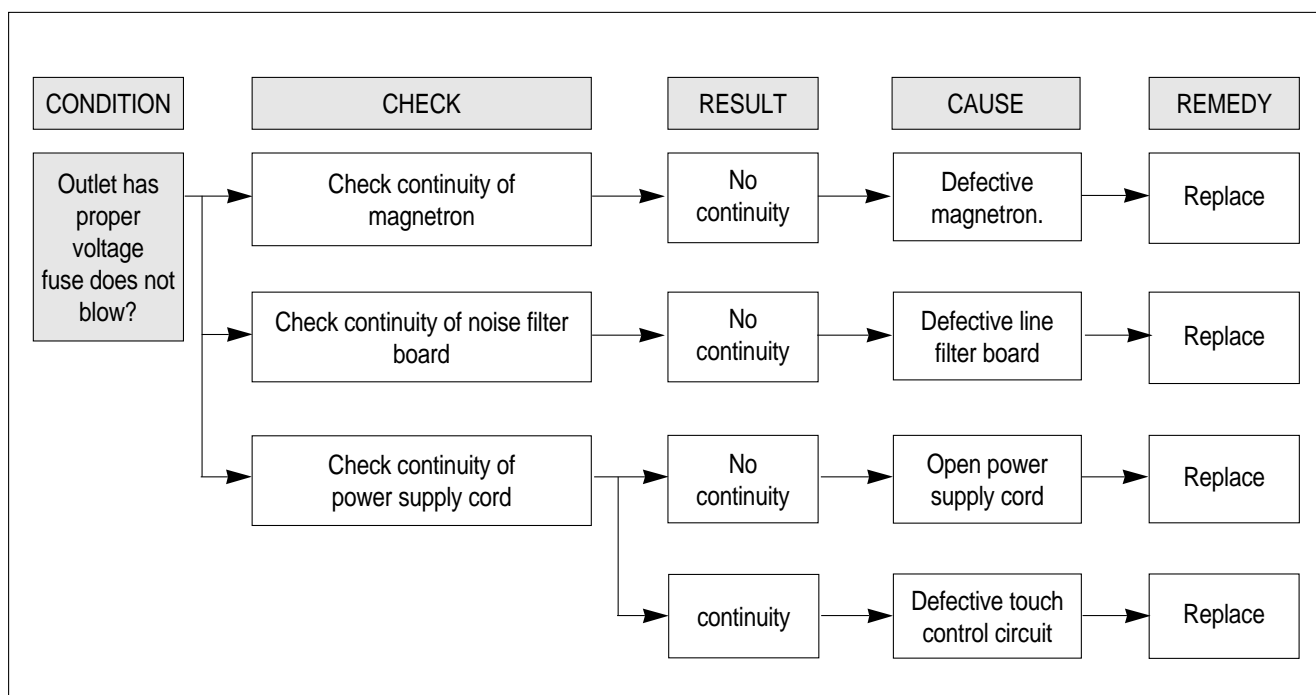 CONDITION
CHECK
RESULT
CAUSE
REMEDY
Outlet has
proper
voltage
fuse does not
blow?
Check continuity of
magnetron
No
continuity
Defective
magnetron.
Replace
Check continuity of noise filter
board
No
continuity
Defective line
filter board
Replace
Check continuity of
power supply cord
No
continuity
Open power
supply cord
Replace
continuity
Defective touch
control circuit
Replace